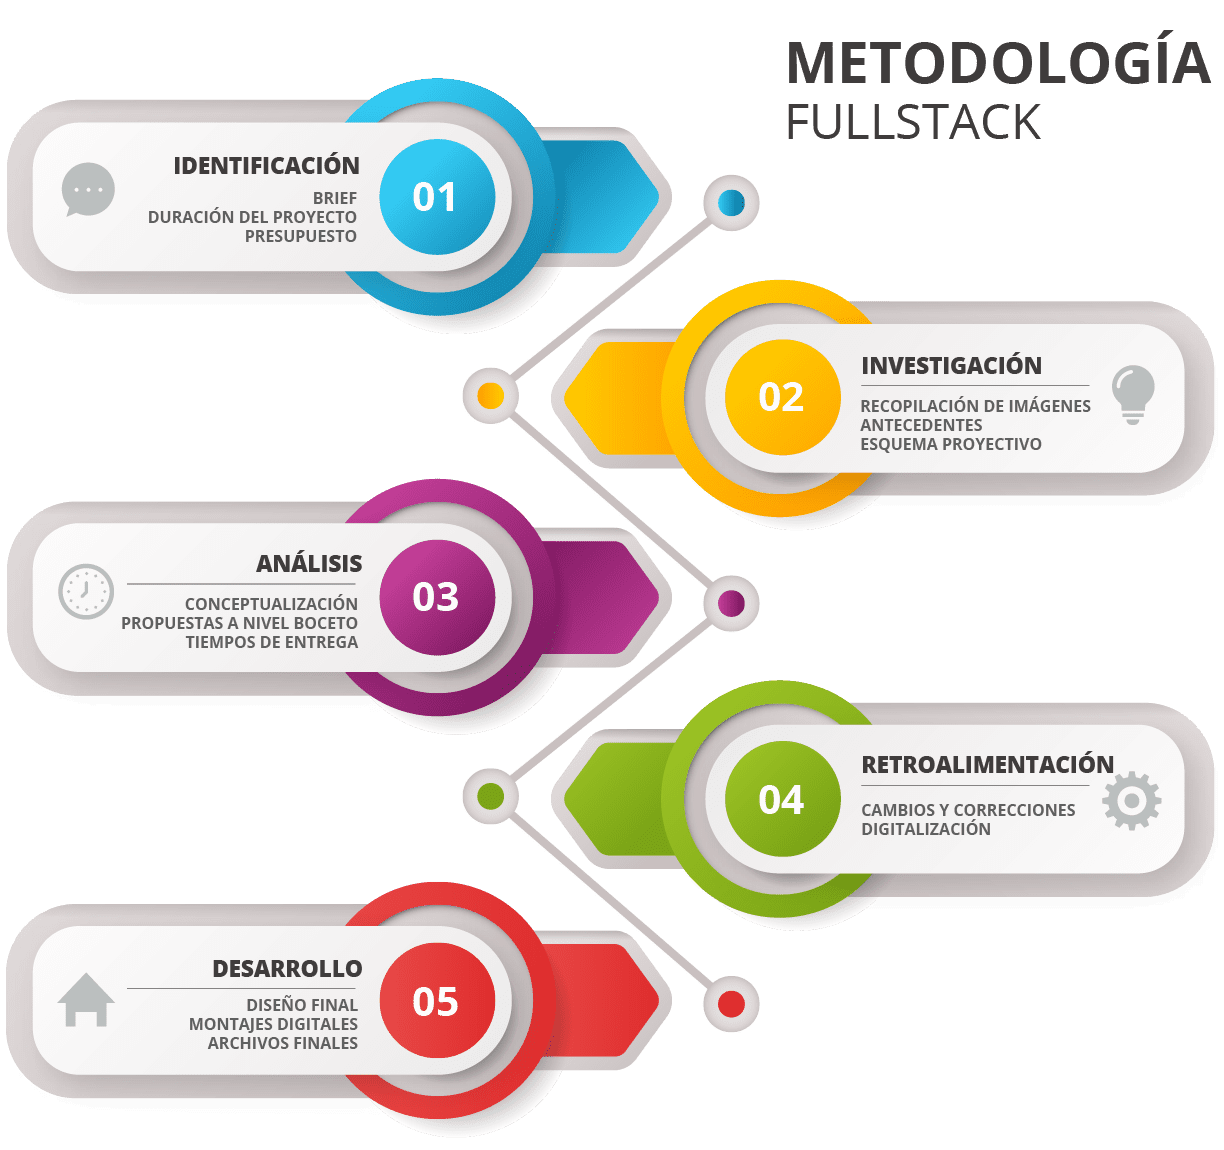 METODOLOGÍA
FULLSTACK
IDENTIFICACIÓN
BRIEF
DURACIÓN DEL PROYECTO
PRESUPUESTO
01
02
INVESTIGACIÓN
RECOPILACIÓN DE IMÁGENES
ANTECEDENTES
ESQUEMA PROYECTIVO
ANÁLISIS
CONCEPTUALIZACIÓN
PROPUESTAS A NIVEL BOCETO
TIEMPOS DE ENTREGA
03
04
RETROALIMENTACIÓN
CAMBIOS Y CORRECCIONES
DIGITALIZACIÓN
DESARROLLO
DISEÑO FINAL
MONTAJES DIGITALES
ARCHIVOS FINALES
05